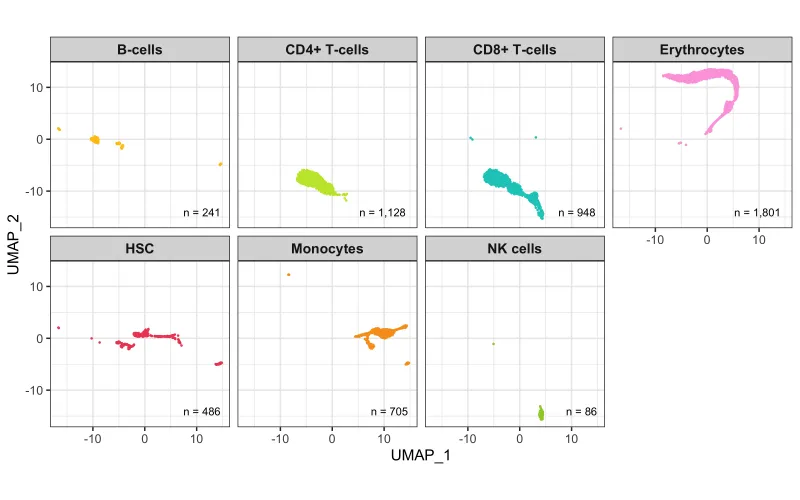 B-cells
CD4+ T-cells
CD8+ T-cells
Erythrocytes
10
0
-10
n = 241
n = 1,128
n = 948
n = 1,801
-10
0
10
HSC
Monocytes
NK cells
10
0
-10
n = 486
n = 705
n = 86
-10
0
10
-10
0
10
-10
0
10
UMAP_1
UMAP_2